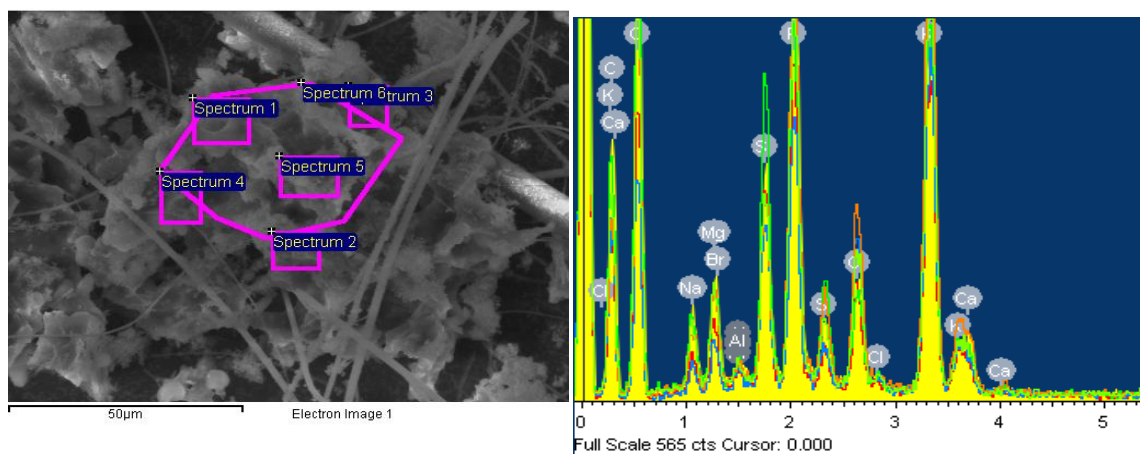 Spectrum 6
Spectrum 1
trum 3
Spectrum 5
Spectrum 4
Spectrum 2
50µm
Electron Image 1
C
K
Ca
Cl
Na
Mg
Br
Al
Cl
Ca
Ca
0 1 2 3 4 5
Full Scale 565 cts Cursor: 0.000